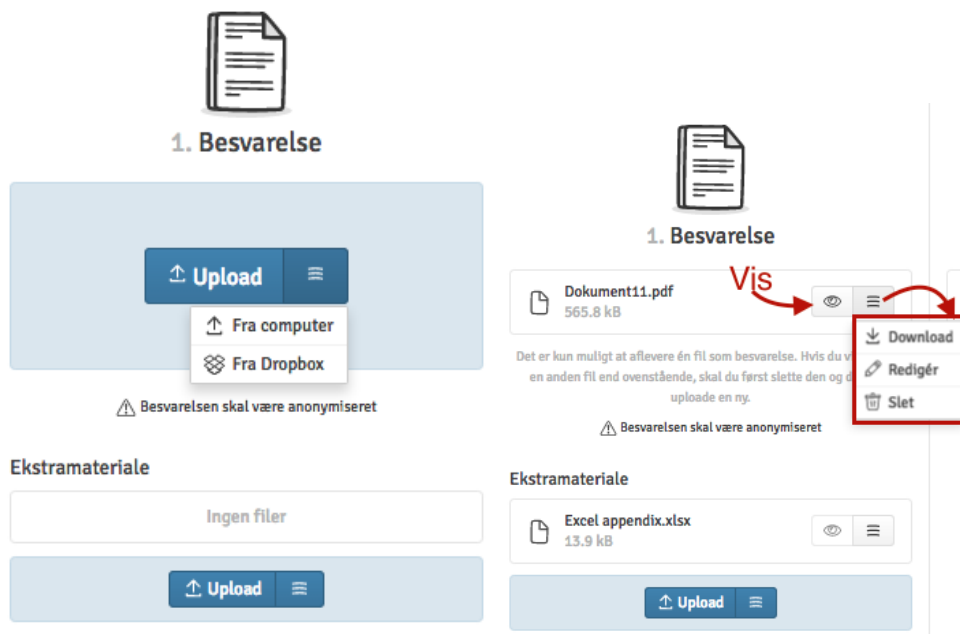 1. Besvarelse
Upload
Fra computer
Fra Dropbox
Besvarelsen skal være anonymiseret
Ekstramateriale
Ingen filer
Upload
1. Besvarelse
Vis
Dokument11.pdf
565.8 kB
Download
Redigér
Slet
Det er kun muligt at aflevere én fil som besvarelse. Hvis du
en anden fil end ovenstående, skal du først slette den og
uploade en ny.
Besvarelsen skal være anonymiseret
Ekstramateriale
Excel appendix.xlsx
13.9 kB
Upload